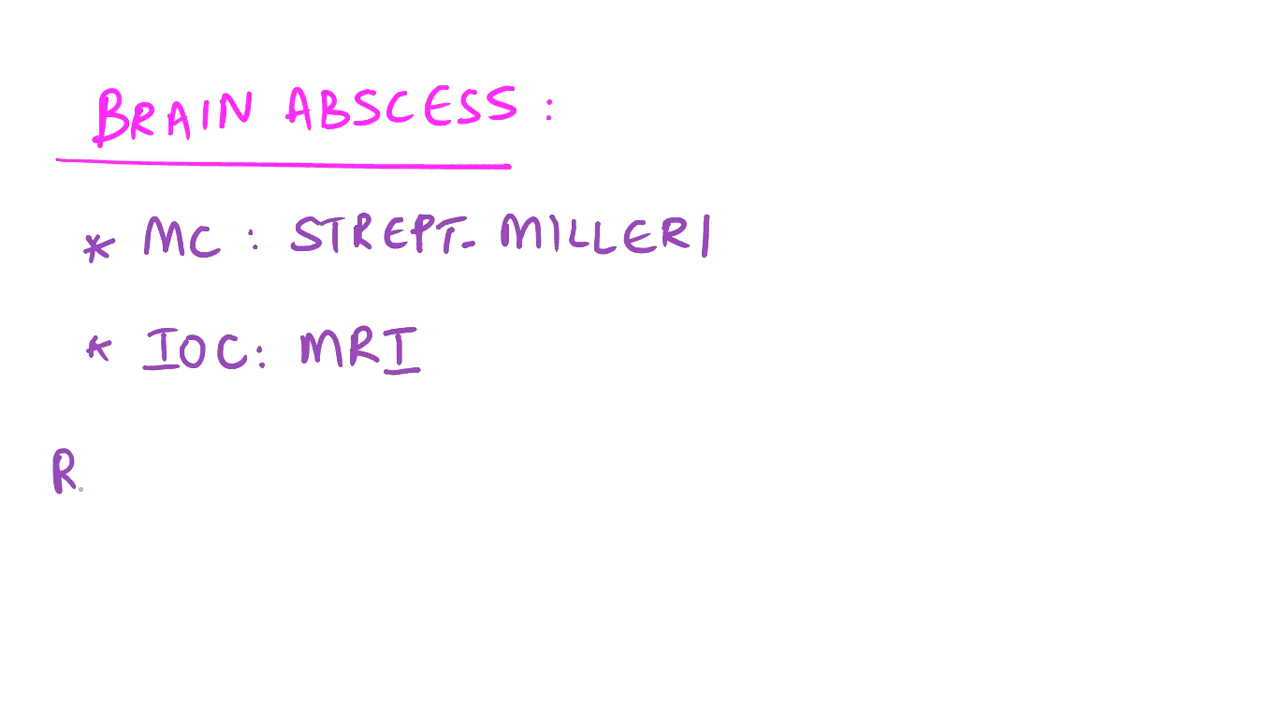 BRAIN ABSCESS :
* MC : STREPT- MILLERI
* IOC : MRI
R